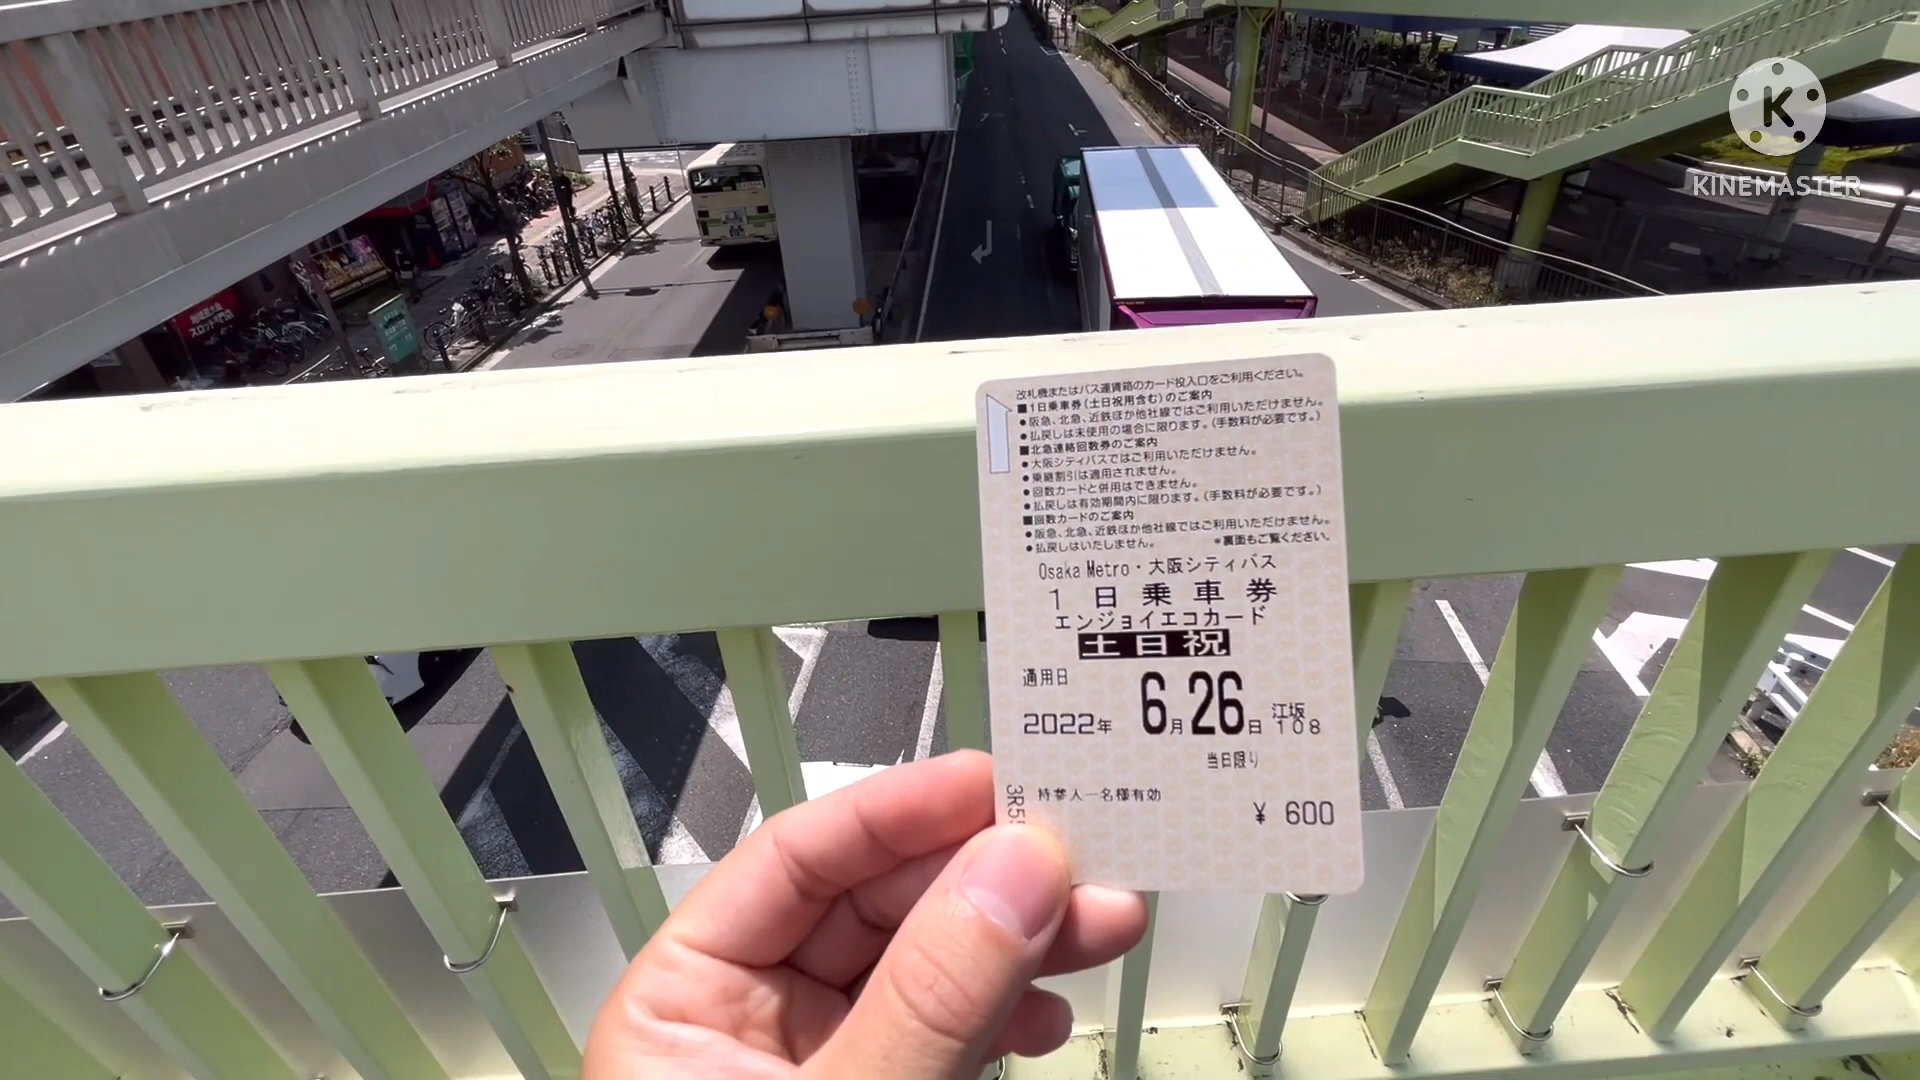 KINEMASTER
改札機またはバス運賃箱のカード投入口をご利用ください。
■1日乗車券(土日祝用含む)のご案内
●阪急、北急、近鉄ほか他社線ではご利用いただけません。
●払戻しは未使用の場合に限ります。(手数料が必要です。)
■北急連絡回数券のご案内
●大阪シティバスではご利用いただけません。
●乗継割引は適用されません。
●回数カードと併用はできません。
●払戻しは有効期間内に限ります。(手数料が必要です。)
■回数カードのご案内
●阪急、北急、近鉄ほか他社線ではご利用いただけません。
●払戻しはいたしません。 *裏面もご覧ください。
Osaka Metro・大阪シティバス
1日乗車券
エンジョイエコカード
土日祝
通用日
2022年 6月26日 江坂 108
当日限り
持参人一名様有効
¥ 600
3R5
スロット専門店